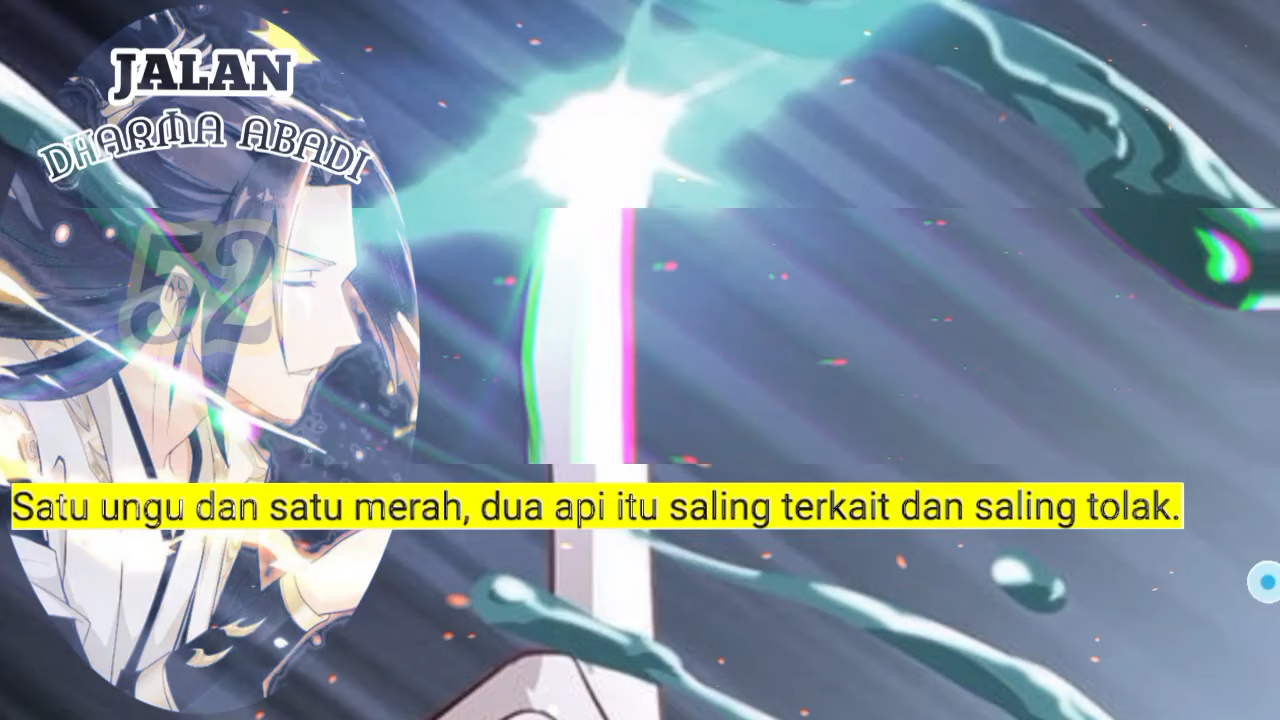 JALAN
DHARMA ABADI
52
Satu ungu dan satu merah, dua api itu saling terkait dan saling tolak.